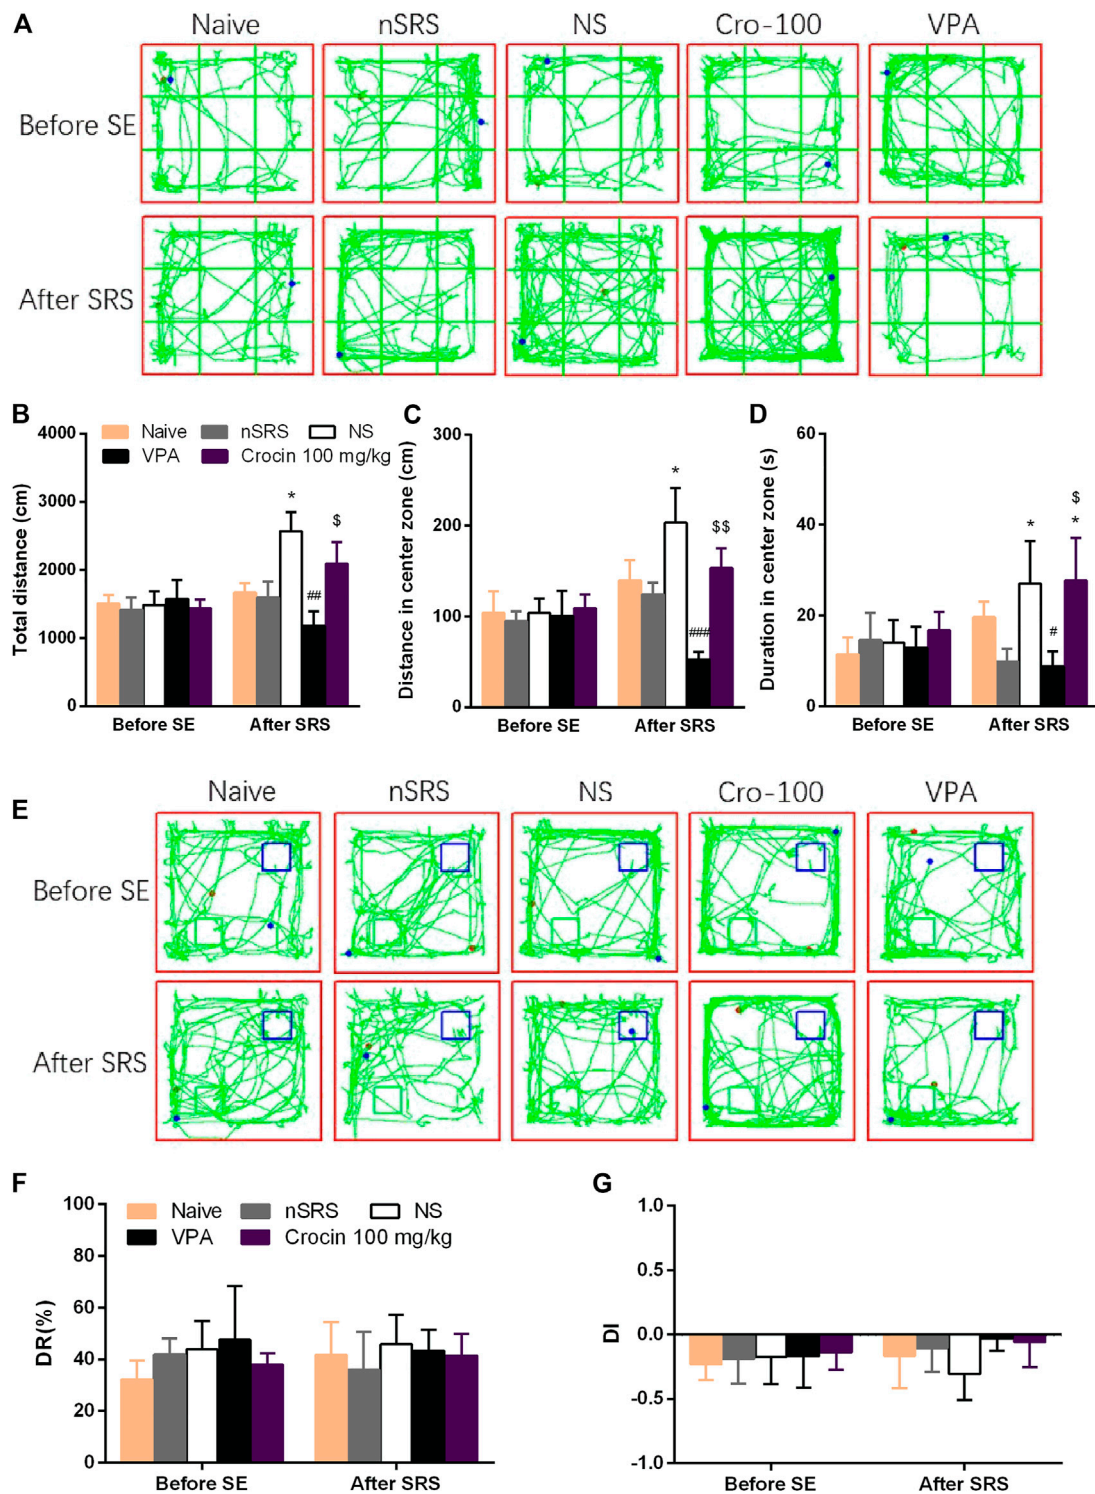 A
Naive nSRS NS Cro-100 VPA
Before SE
After SRS
B
4000
3000
2000
1000
0
Total distance (cm)
Naive nSRS NS
VPA Crocin 100 mg/kg
*
##
$
Before SE After SRS
C
300
200
100
0
Distance in center zone (cm)
*
###
$$
Before SE After SRS
D
60
40
20
0
Duration in center zone (s)
*
#
$
*
Before SE After SRS
E
Naive nSRS NS Cro-100 VPA
Before SE
After SRS
F
100
80
60
40
20
0
DR(%)
Naive nSRS NS
VPA Crocin 100 mg/kg
Before SE After SRS
G
1.0
0.5
0.0
-0.5
-1.0
DI
Before SE After SRS